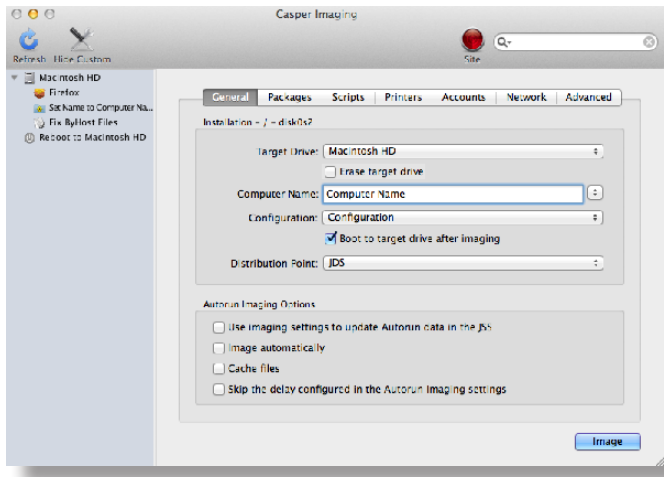 Casper Imaging
Refresh Hide Custom
Site
Macintosh HD
Firefox
Set Name to Computer Na...
Fix ByHost Files
Reboot to Macintosh HD
General Packages Scripts Printers Accounts Network Advanced
Installation - / - disk0s2
Target Drive: Macintosh HD
Erase target drive
Computer Name: Computer Name
Configuration: Configuration
Boot to target drive after imaging
Distribution Point: JDS
Autorun Imaging Options
Use imaging settings to update Autorun data in the JSS
Image automatically
Cache files
Skip the delay configured in the Autorun Imaging settings
Image